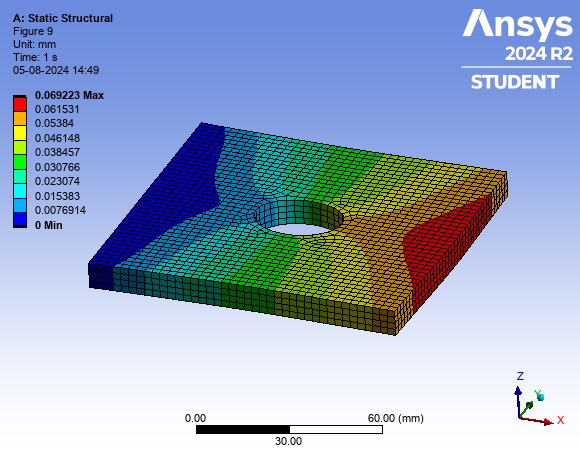 A: Static Structural
Figure 9
Unit: mm
Time: 1 s
05-08-2024 14:49
Ansys
2024 R2
STUDENT
0.069223 Max
0.061531
0.05384
0.046148
0.038457
0.030766
0.023074
0.015383
0.0076914
0 Min
Z
Y
X
0.00 60.00 (mm)
30.00